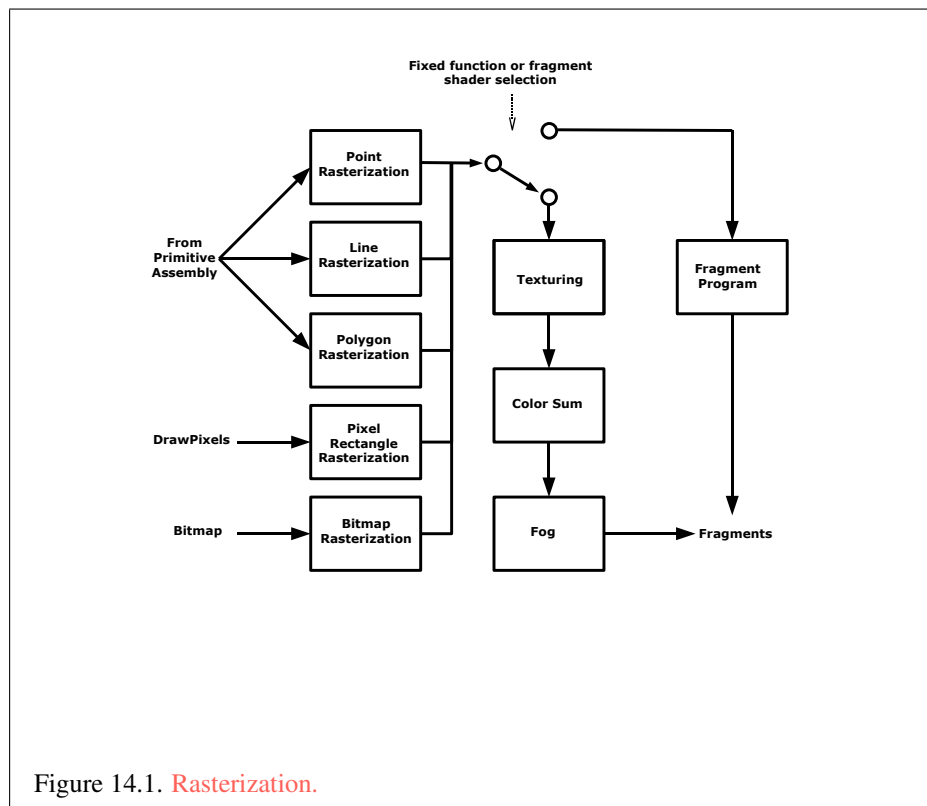 Fixed function or fragment
shader selection
Point
Rasterization
From
Primitive
Assembly
Line
Rasterization
Polygon
Rasterization
DrawPixels
Pixel
Rectangle
Rasterization
Bitmap
Bitmap
Rasterization
Texturing
Color Sum
Fog
Fragment
Program
Fragments
Figure 14.1. Rasterization.